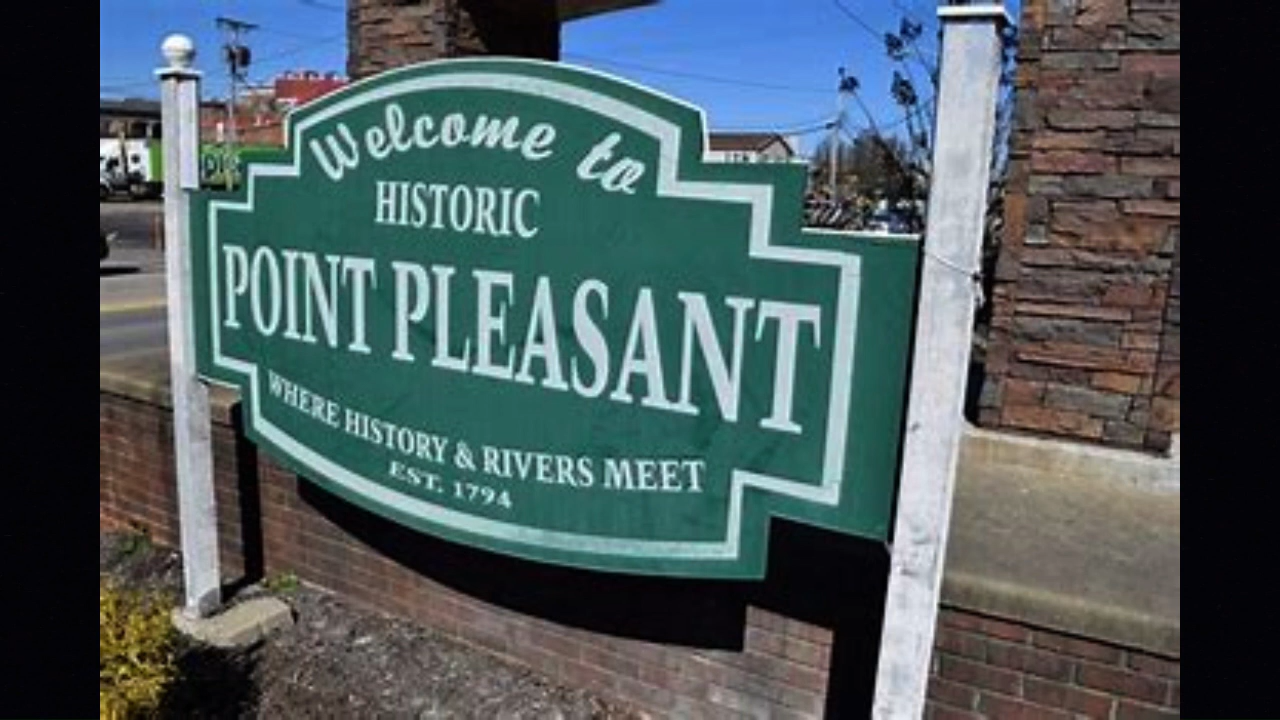 Welcome to
HISTORIC
POINT PLEASANT
WHERE HISTORY & RIVERS MEET
EST. 1794